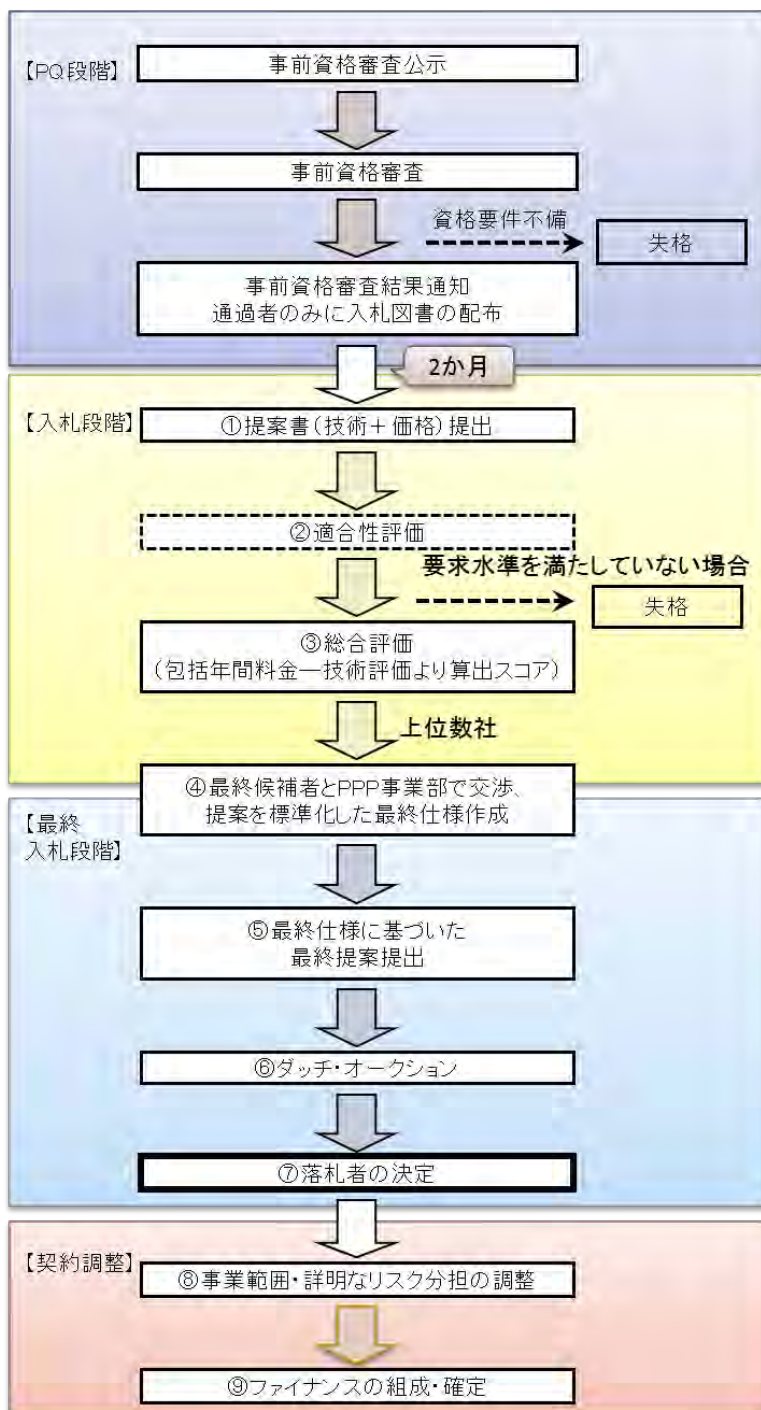 【PQ段階】
事前資格審査公示
事前資格審査
資格要件不備
失格
事前資格審査結果通知
通過者のみに入札図書の配布
2か月
【入札段階】
①提案書(技術+価格)提出
②適合性評価
要求水準を満たしていない場合
失格
③総合評価
(包括年間料金―技術評価より算出スコア)
上位数社
④最終候補者とPPP事業部で交渉、
提案を標準化した最終仕様作成
【最終
入札段階】
⑤最終仕様に基づいた
最終提案提出
⑥ダッチ・オークション
⑦落札者の決定
【契約調整】
⑧事業範囲・詳明なリスク分担の調整
⑨ファイナンスの組成・確定